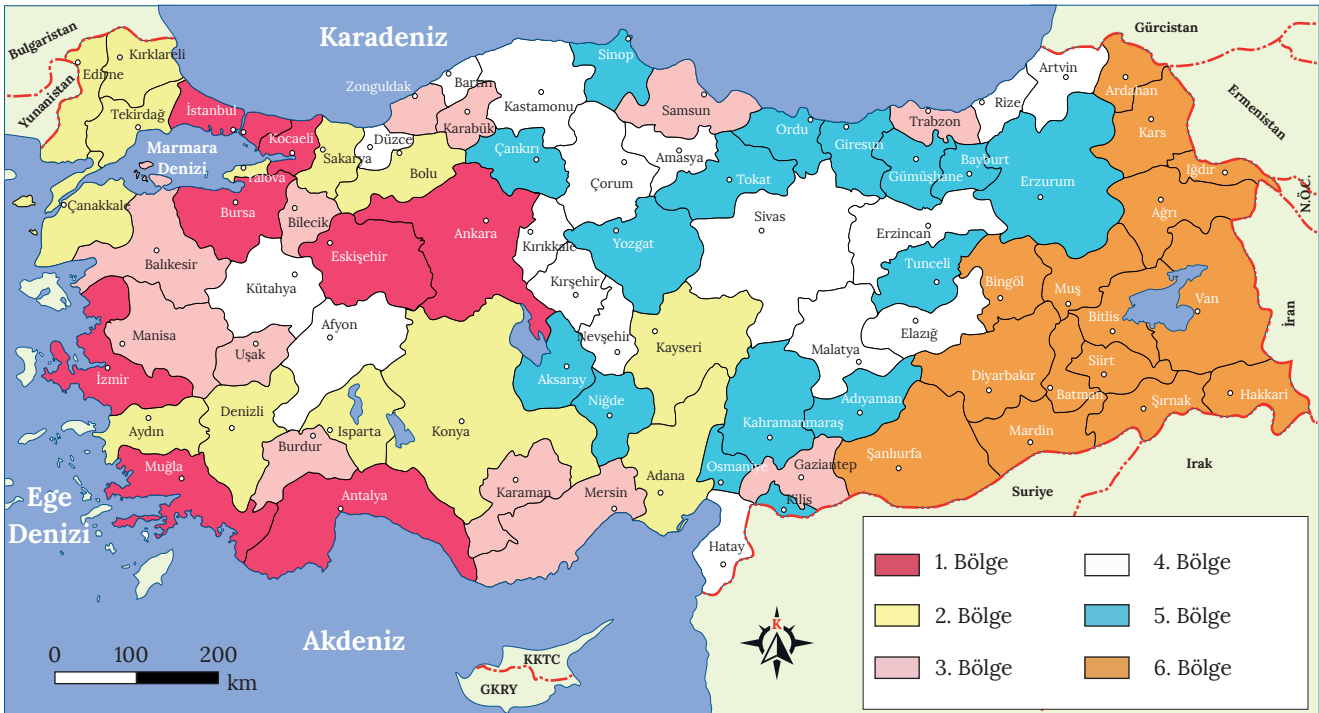 Bulgaristan
Yunanistan
Karadeniz
Gürcistan
Ermenistan
N.Ö.C.
İran
Irak
Suriye
Marmara
Denizi
Ege
Denizi
Akdeniz
KKTC
GKRY
Kırklareli
Edirne
Tekirdağ
İstanbul
Kocaeli
Yalova
Sakarya
Düzce
Bolu
Zonguldak
Bartın
Karabük
Kastamonu
Sinop
Çankırı
Samsun
Amasya
Çorum
Tokat
Ordu
Giresun
Trabzon
Gümüşhane
Bayburt
Rize
Artvin
Ardahan
Kars
Iğdır
Erzurum
Ağrı
Çanakkale
Bursa
Bilecik
Balıkesir
Eskişehir
Ankara
Kırıkkale
Yozgat
Sivas
Erzincan
Tunceli
Bingöl
Muş
Bitlis
Van
Kütahya
Kırşehir
Manisa
Uşak
Afyon
Nevşehir
Kayseri
Malatya
Elazığ
Diyarbakır
Batman
Siirt
Şırnak
Hakkari
İzmir
Aksaray
Niğde
Kahramanmaraş
Adıyaman
Aydın
Denizli
Isparta
Burdur
Konya
Mardin
Şanlıurfa
Muğla
Antalya
Karaman
Mersin
Adana
Osmaniye
Gaziantep
Kilis
Hatay
K
0 100 200
km
1. Bölge
2. Bölge
3. Bölge
4. Bölge
5. Bölge
6. Bölge